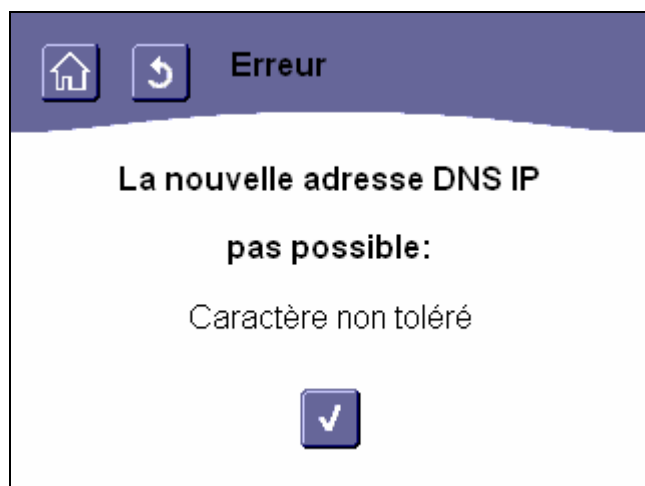 Erreur
La nouvelle adresse DNS IP
pas possible:
Caractère non toléré